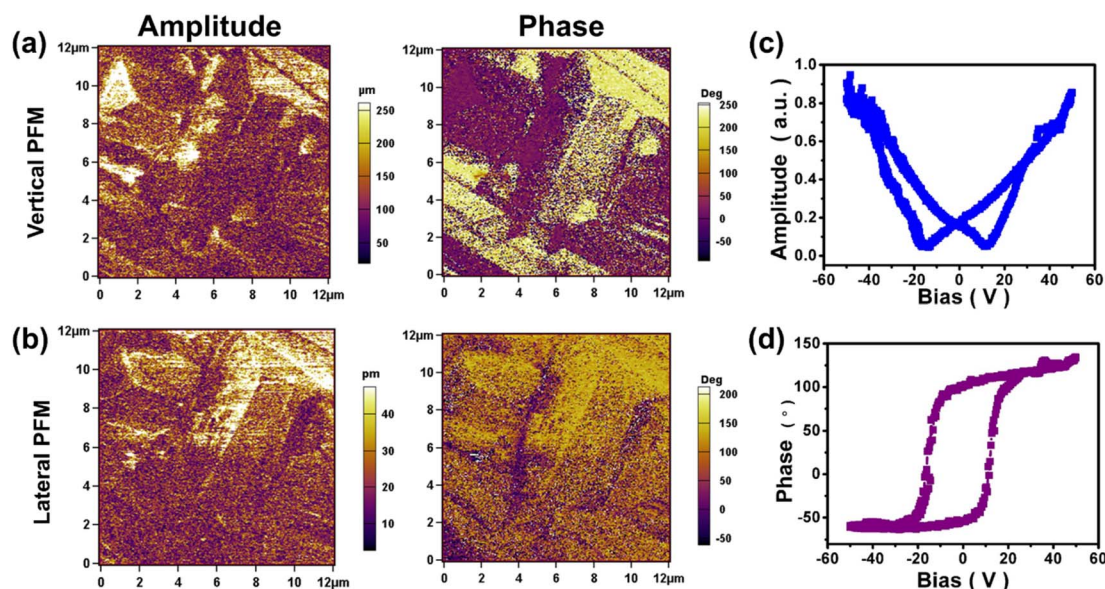 Amplitude
Phase
(a)
Vertical PFM
12µm
10
8
6
4
2
0
0 2 4 6 8 10 12µm
µm
250
200
150
100
50
12µm
10
8
6
4
2
0
0 2 4 6 8 10 12µm
Deg
250
200
150
100
50
0
-50
(c)
Amplitude ( a.u. )
1.0
0.8
0.6
0.4
0.2
0.0
-60 -40 -20 0 20 40 60
Bias ( V )
(b)
Lateral PFM
12µm
10
8
6
4
2
0
0 2 4 6 8 10 12µm
pm
40
30
20
10
12µm
10
8
6
4
2
0
0 2 4 6 8 10 12µm
Deg
200
150
100
50
0
-50
(d)
Phase ( ° )
150
100
50
0
-50
-60 -40 -20 0 20 40 60
Bias ( V )